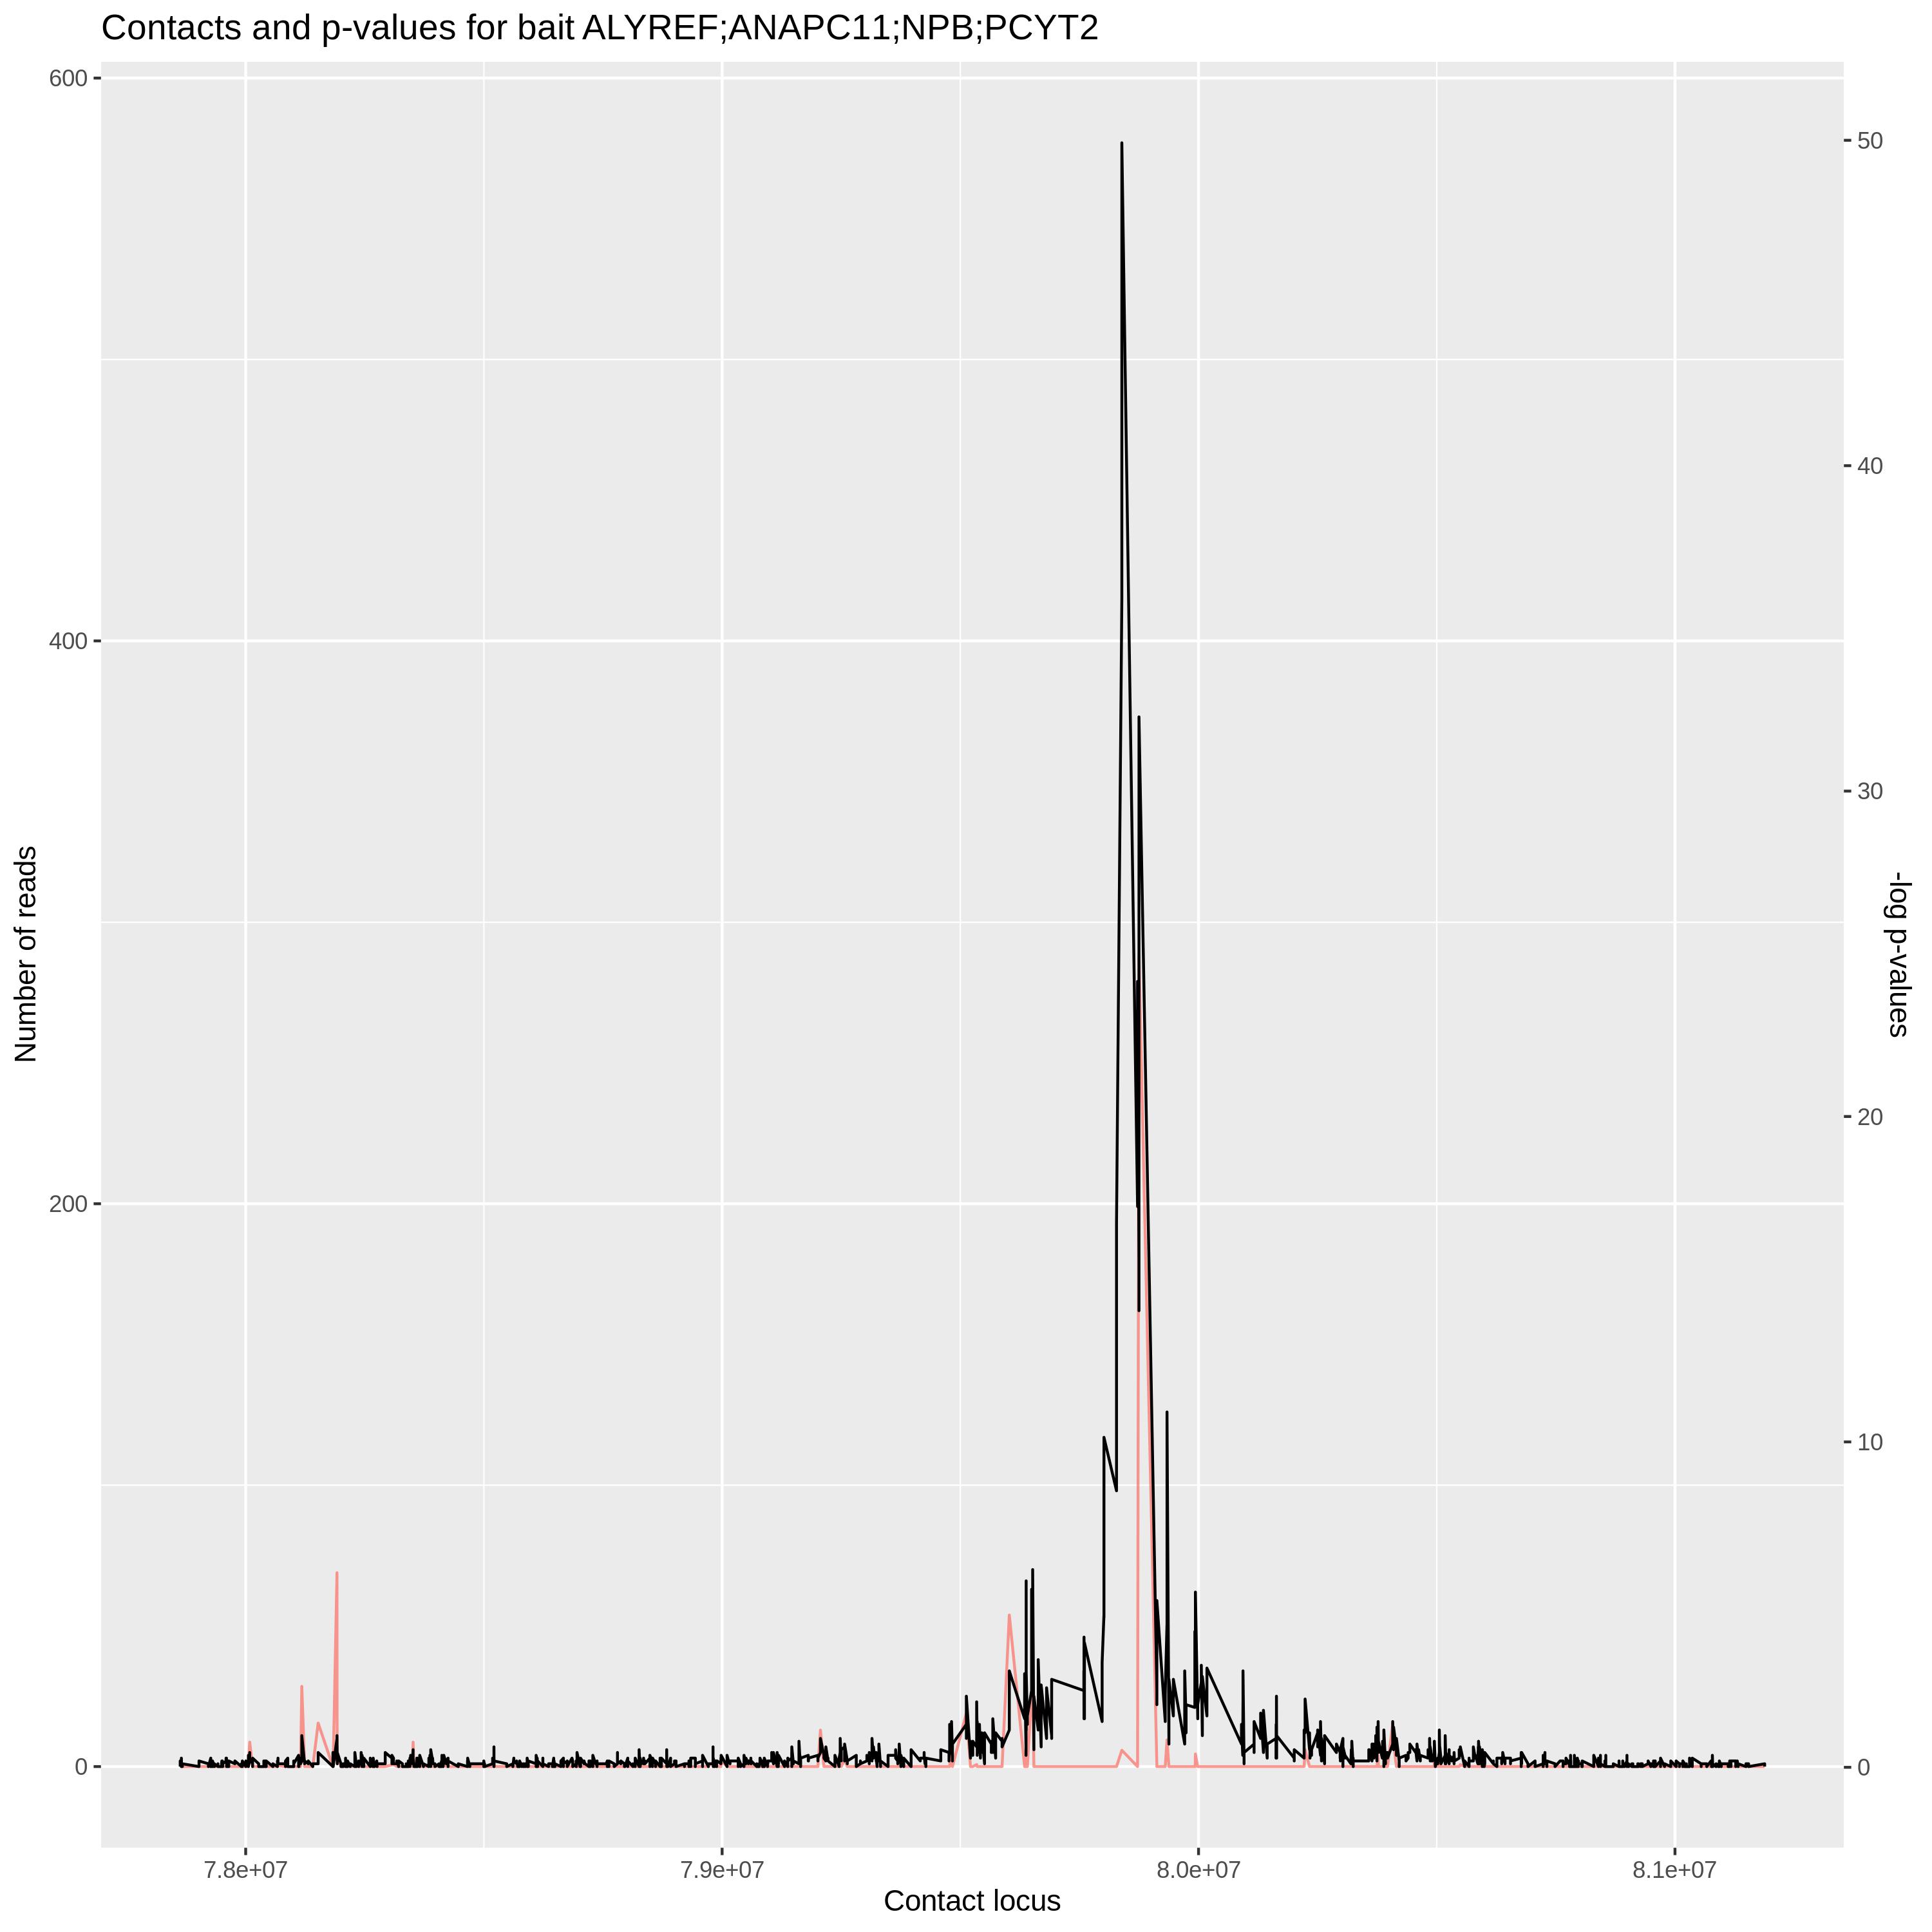 Contacts and p-values for bait ALYREF;ANAPC11;NPB;PCYT2
600
400
200
0
Number of reads
50
40
30
20
10
0
-log p-values
7.8e+07
7.9e+07
8.0e+07
8.1e+07
Contact locus